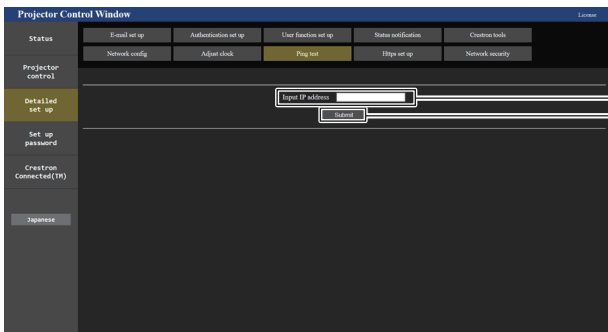 Projector Control Window
License
Status
Projector
control
Detailed
set up
Set up
password
Crestron
Connected(TM)
Japanese
E-mail set up
Authentication set up
User function set up
Status notification
Crestron tools
Network config
Adjust clock
Ping test
Https set up
Network security
Input IP address
Submit